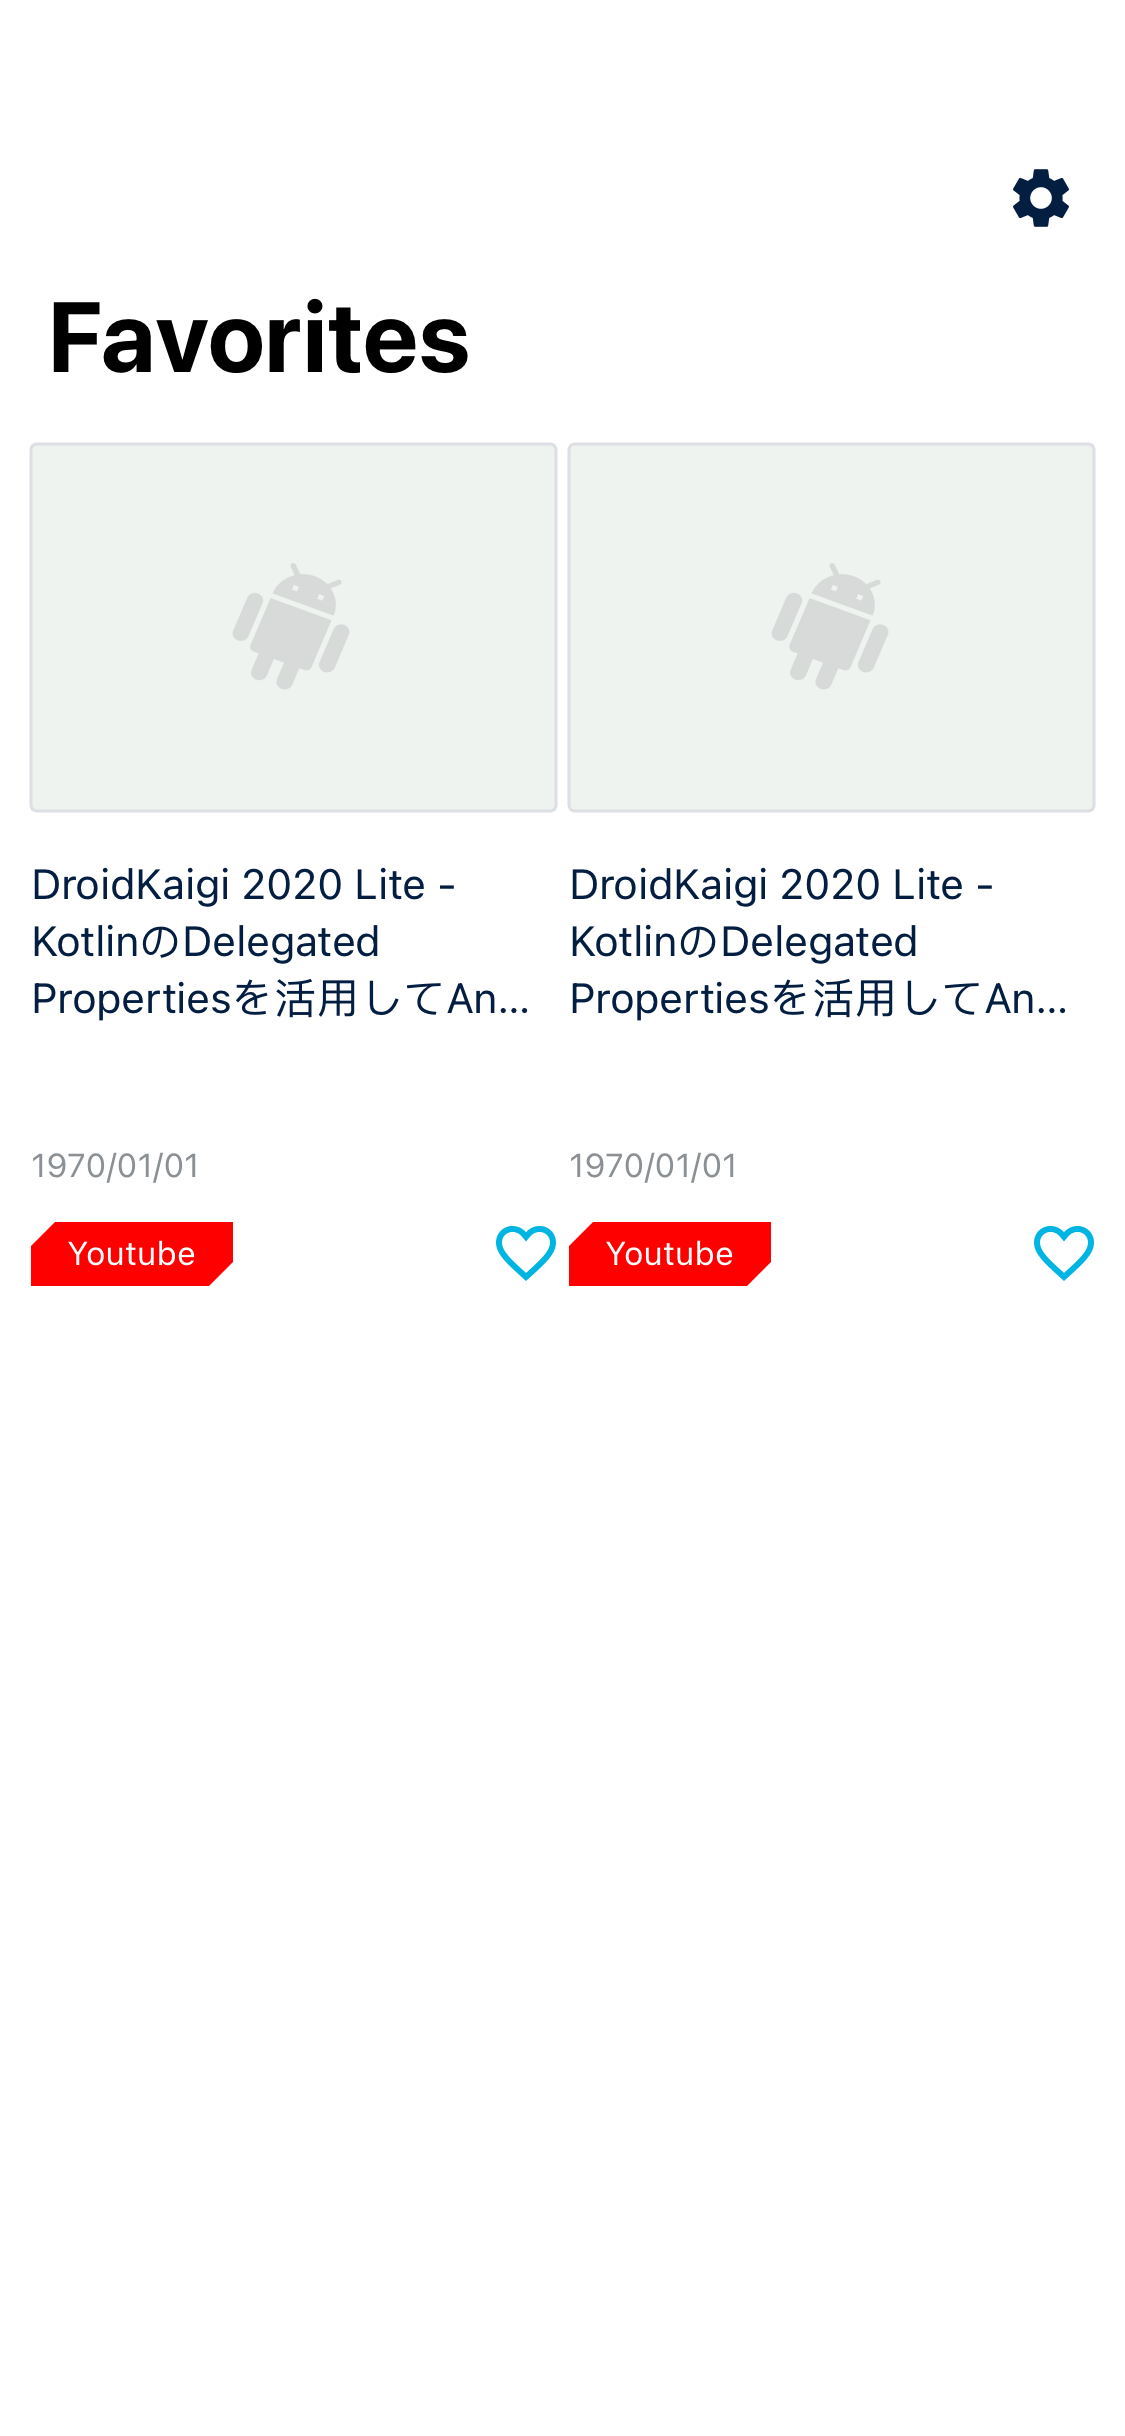 Favorites
DroidKaigi 2020 Lite -
KotlinのDelegated
Propertiesを活用してAn...
1970/01/01
Youtube
DroidKaigi 2020 Lite -
KotlinのDelegated
Propertiesを活用してAn...
1970/01/01
Youtube